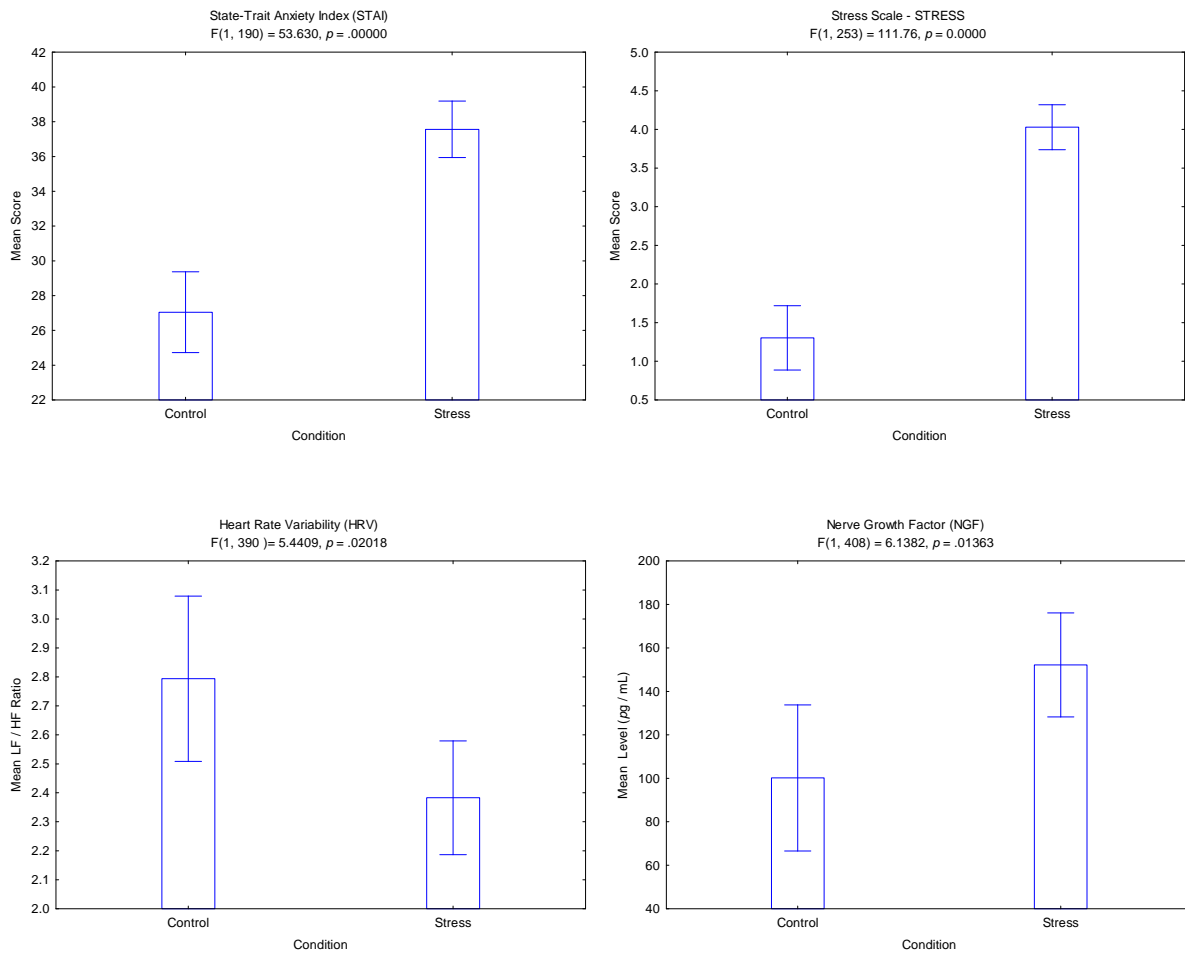 State-Trait Anxiety Index (STAI)
F(1, 190) = 53.630, p = .00000
42
40
38
36
34
32
30
28
26
24
22
Mean Score
Control
Stress
Condition
Stress Scale - STRESS
F(1, 253) = 111.76, p = 0.0000
5.0
4.5
4.0
3.5
3.0
2.5
2.0
1.5
1.0
0.5
Mean Score
Control
Stress
Condition
Heart Rate Variability (HRV)
F(1, 390 )= 5.4409, p = .02018
3.2
3.1
3.0
2.9
2.8
2.7
2.6
2.5
2.4
2.3
2.2
2.1
2.0
Mean LF / HF Ratio
Control
Stress
Condition
Nerve Growth Factor (NGF)
F(1, 408) = 6.1382, p = .01363
200
180
160
140
120
100
80
60
40
Mean Level (pg / mL)
Control
Stress
Condition